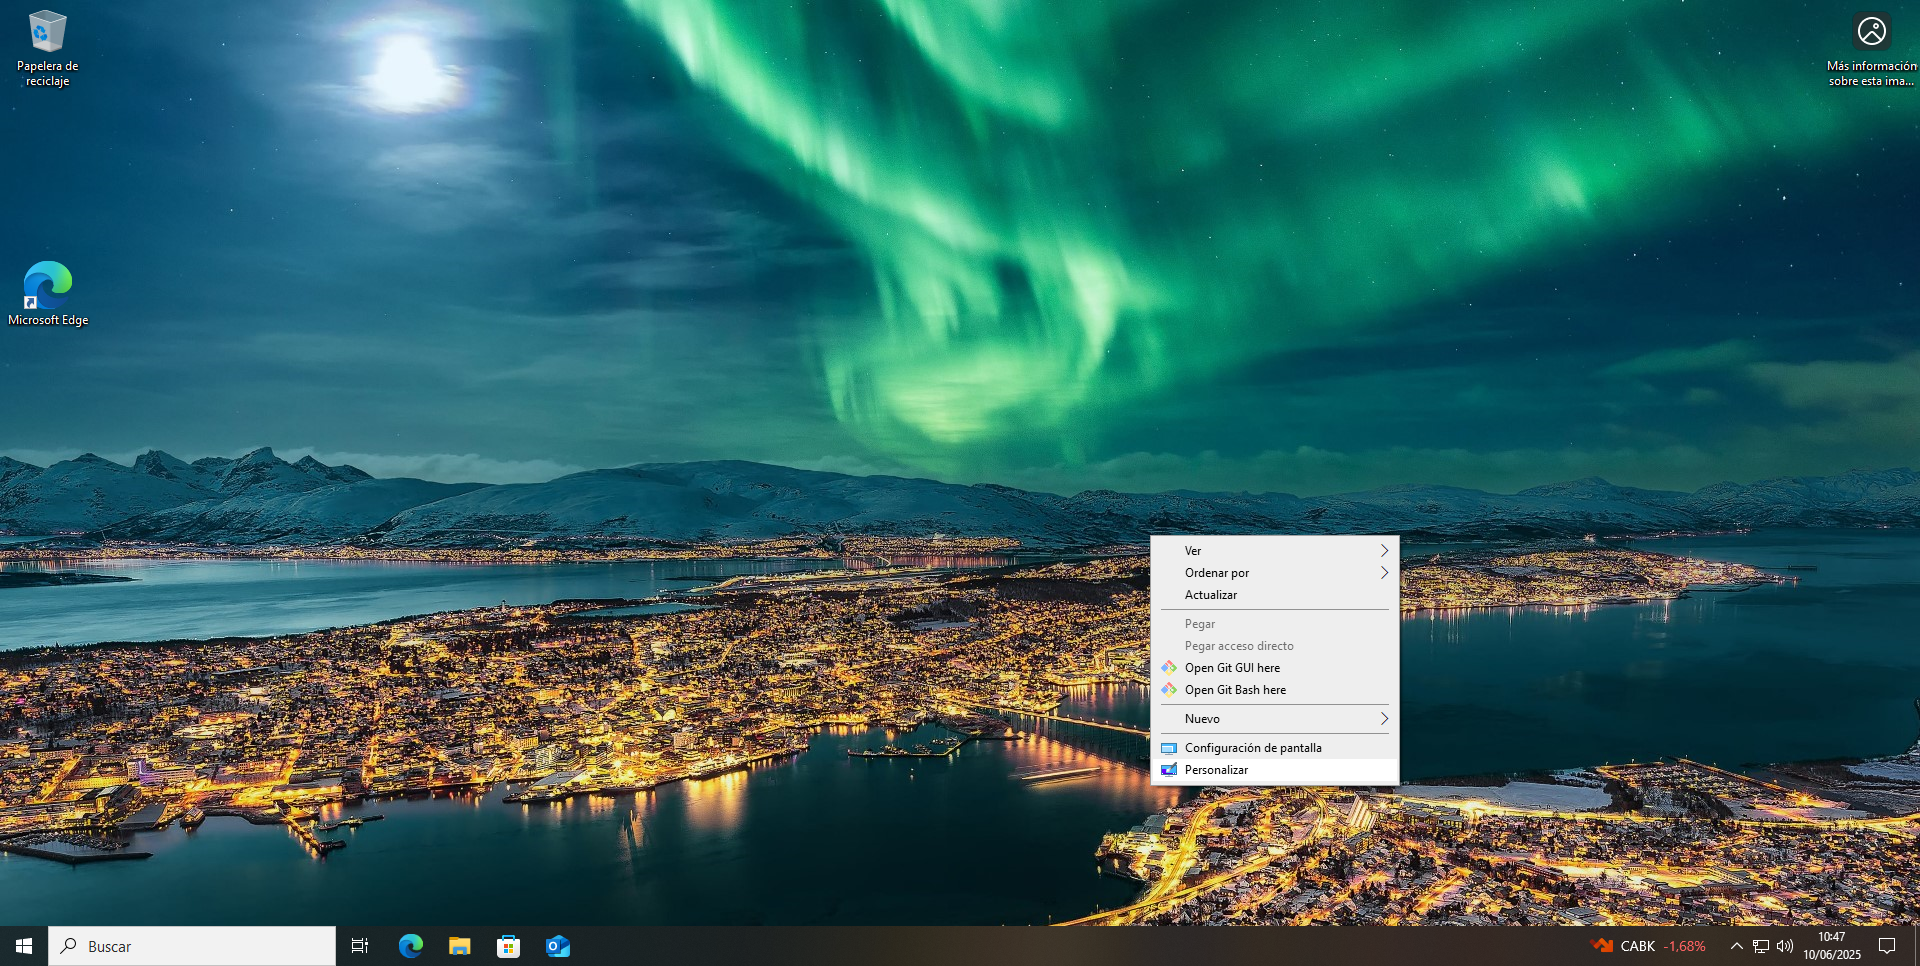 Papelera de
reciclaje
Más información
sobre esta ima...
Microsoft Edge
Ver
Ordenar por
Actualizar
Pegar
Pegar acceso directo
Open Git GUI here
Open Git Bash here
Nuevo
Configuración de pantalla
Personalizar
Buscar
CABK -1,68%
10:47
10/06/2025